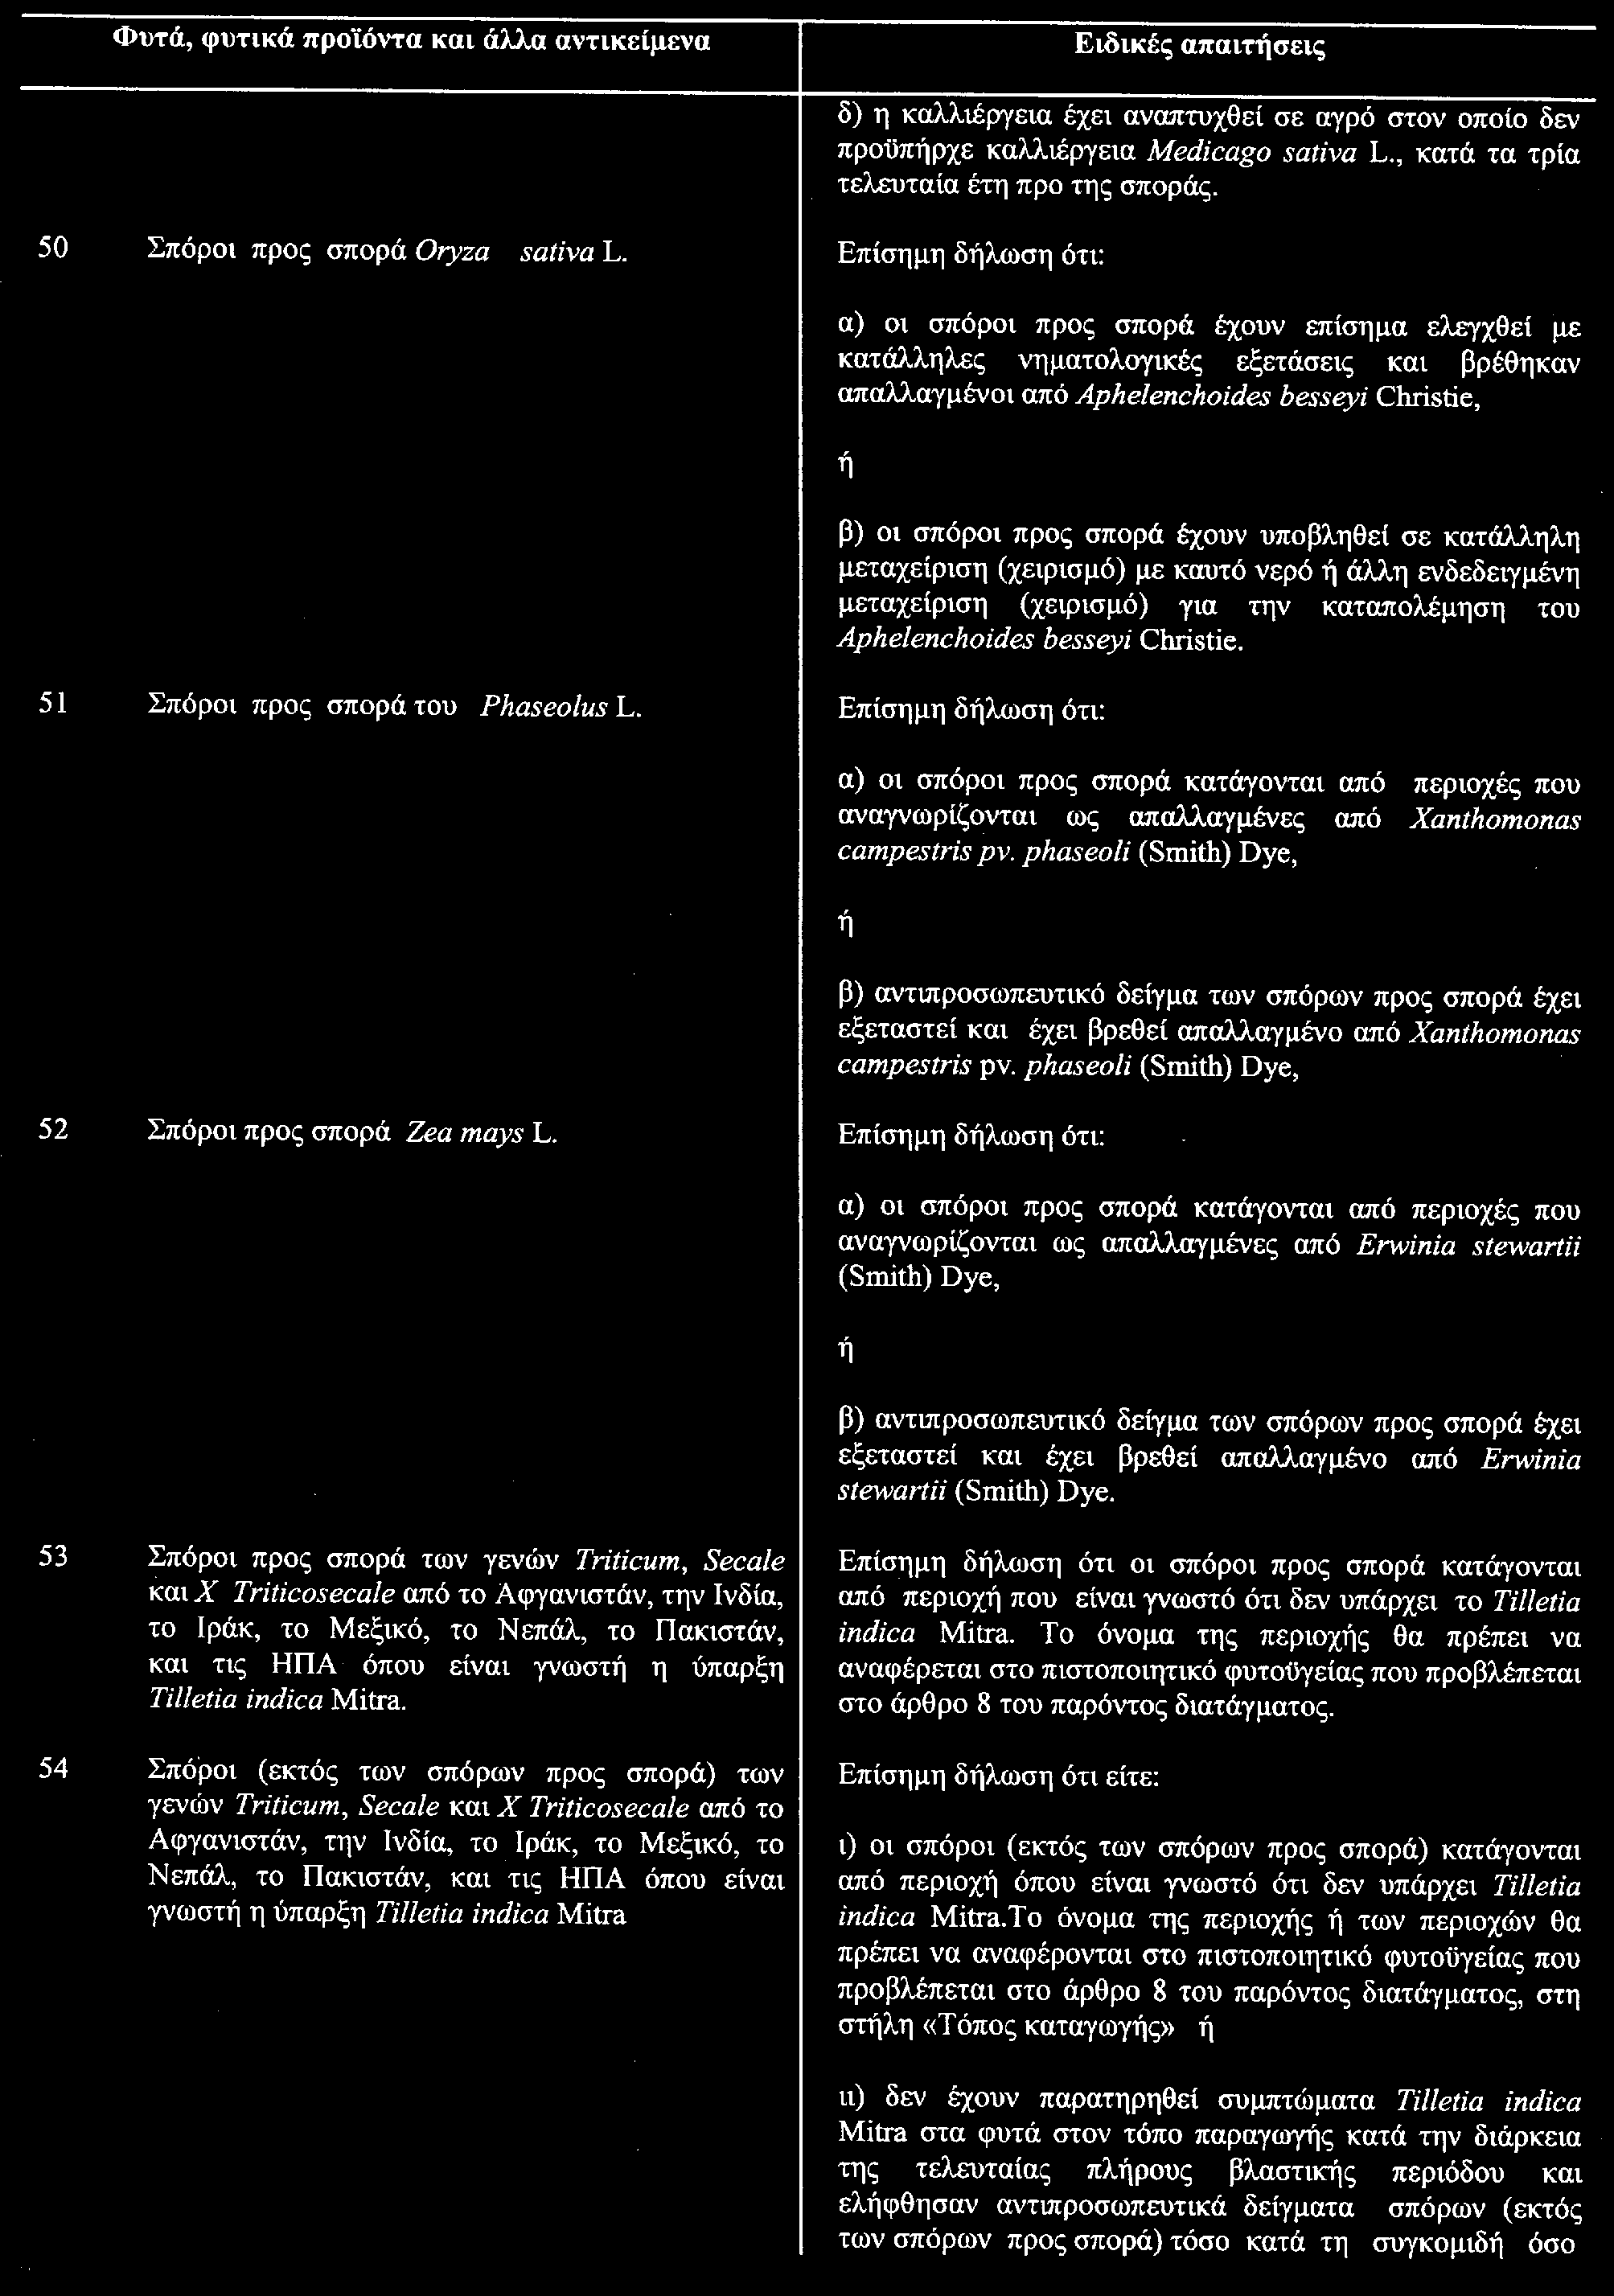 Φυτά, φυτικά προϊόντα και άλλα αντικείμενα
Ειδικές απαιτήσεις
δ) η καλλιέργεια έχει αναπτυχθεί σε αγρό στον οποίο δεν
προϋπήρχε καλλιέργεια Medicago sativa L., κατά τα τρία
τελευταία έτη προ της σποράς.
50 Σπόροι προς σπορά Oryza sativa L.
Επίσημη δήλωση ότι:
α) οι σπόροι προς σπορά έχουν επίσημα ελεγχθεί με
κατάλληλες νηματολογικές εξετάσεις και βρέθηκαν
απαλλαγμένοι από Aphelenchoides besseyi Christie,
ή
β) οι σπόροι προς σπορά έχουν υποβληθεί σε κατάλληλη
μεταχείριση (χειρισμό) με καυτό νερό ή άλλη ενδεδειγμένη
μεταχείριση (χειρισμό) για την καταπολέμηση του
Aphelenchoides besseyi Christie.
51 Σπόροι προς σπορά του Phaseolus L.
Επίσημη δήλωση ότι:
α) οι σπόροι προς σπορά κατάγονται από περιοχές που
αναγνωρίζονται ως απαλλαγμένες από Xanthomonas
campestris pv. phaseoli (Smith) Dye,
ή
β) αντιπροσωπευτικό δείγμα των σπόρων προς σπορά έχει
εξεταστεί και έχει βρεθεί απαλλαγμένο από Xanthomonas
campestris pv. phaseoli (Smith) Dye,
52 Σπόροι προς σπορά Zea mays L.
Επίσημη δήλωση ότι:
α) οι σπόροι προς σπορά κατάγονται από περιοχές που
αναγνωρίζονται ως απαλλαγμένες από Erwinia stewartii
(Smith) Dye,
ή
β) αντιπροσωπευτικό δείγμα των σπόρων προς σπορά έχει
εξεταστεί και έχει βρεθεί απαλλαγμένο από Erwinia
stewartii (Smith) Dye.
53 Σπόροι προς σπορά των γενών Triticum, Secale
και X Triticosecale από το Αφγανιστάν, την Ινδία,
το Ιράκ, το Μεξικό, το Νεπάλ, το Πακιστάν,
και τις ΗΠΑ όπου είναι γνωστή η ύπαρξη
Tilletia indica Mitra.
Επίσημη δήλωση ότι οι σπόροι προς σπορά κατάγονται
από περιοχή που είναι γνωστό ότι δεν υπάρχει το Tilletia
indica Mitra. Το όνομα της περιοχής θα πρέπει να
αναφέρεται στο πιστοποιητικό φυτοϋγείας που προβλέπεται
στο άρθρο 8 του παρόντος διατάγματος.
54 Σπόροι (εκτός των σπόρων προς σπορά) των
γενών Triticum, Secale και X Triticosecale από το
Αφγανιστάν, την Ινδία, το Ιράκ, το Μεξικό, το
Νεπάλ, το Πακιστάν, και τις ΗΠΑ όπου είναι
γνωστή η ύπαρξη Tilletia indica Mitra
Επίσημη δήλωση ότι είτε:
ι) οι σπόροι (εκτός των σπόρων προς σπορά) κατάγονται
από περιοχή όπου είναι γνωστό ότι δεν υπάρχει Tilletia
indica Mitra.Το όνομα της περιοχής ή των περιοχών θα
πρέπει να αναφέρονται στο πιστοποιητικό φυτοϋγείας που
προβλέπεται στο άρθρο 8 του παρόντος διατάγματος, στη
στήλη «Τόπος καταγωγής» ή
ιι) δεν έχουν παρατηρηθεί συμπτώματα Tilletia indica
Mitra στα φυτά στον τόπο παραγωγής κατά την διάρκεια
της τελευταίας πλήρους βλαστικής περιόδου και
ελήφθησαν αντιπροσωπευτικά δείγματα σπόρων (εκτός
των σπόρων προς σπορά) τόσο κατά τη συγκομιδή όσο